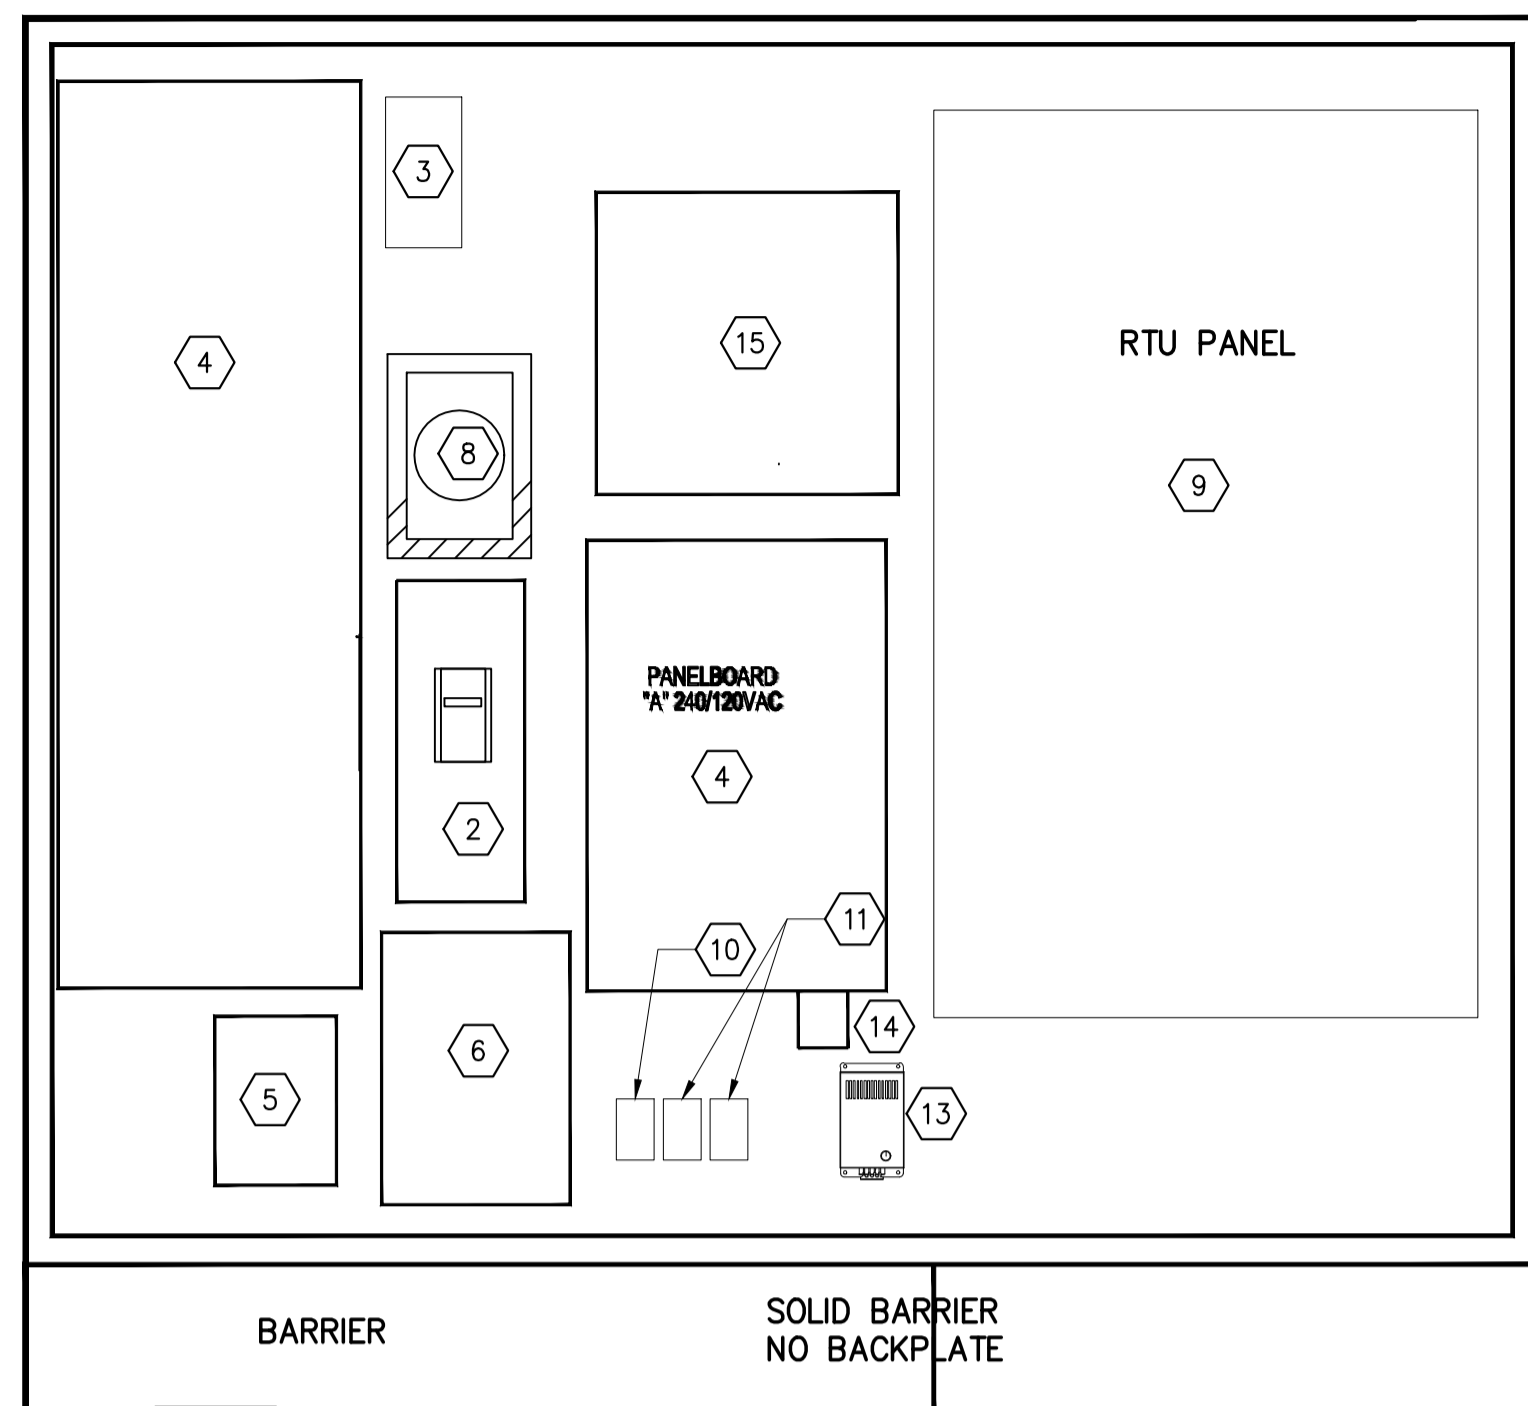 3
4
15
RTU PANEL
8
9
PANELBOARD
"A" 240/120VAC
4
2
11
10
14
6
5
13
BARRIER
SOLID BARRIER
NO BACKPLATE